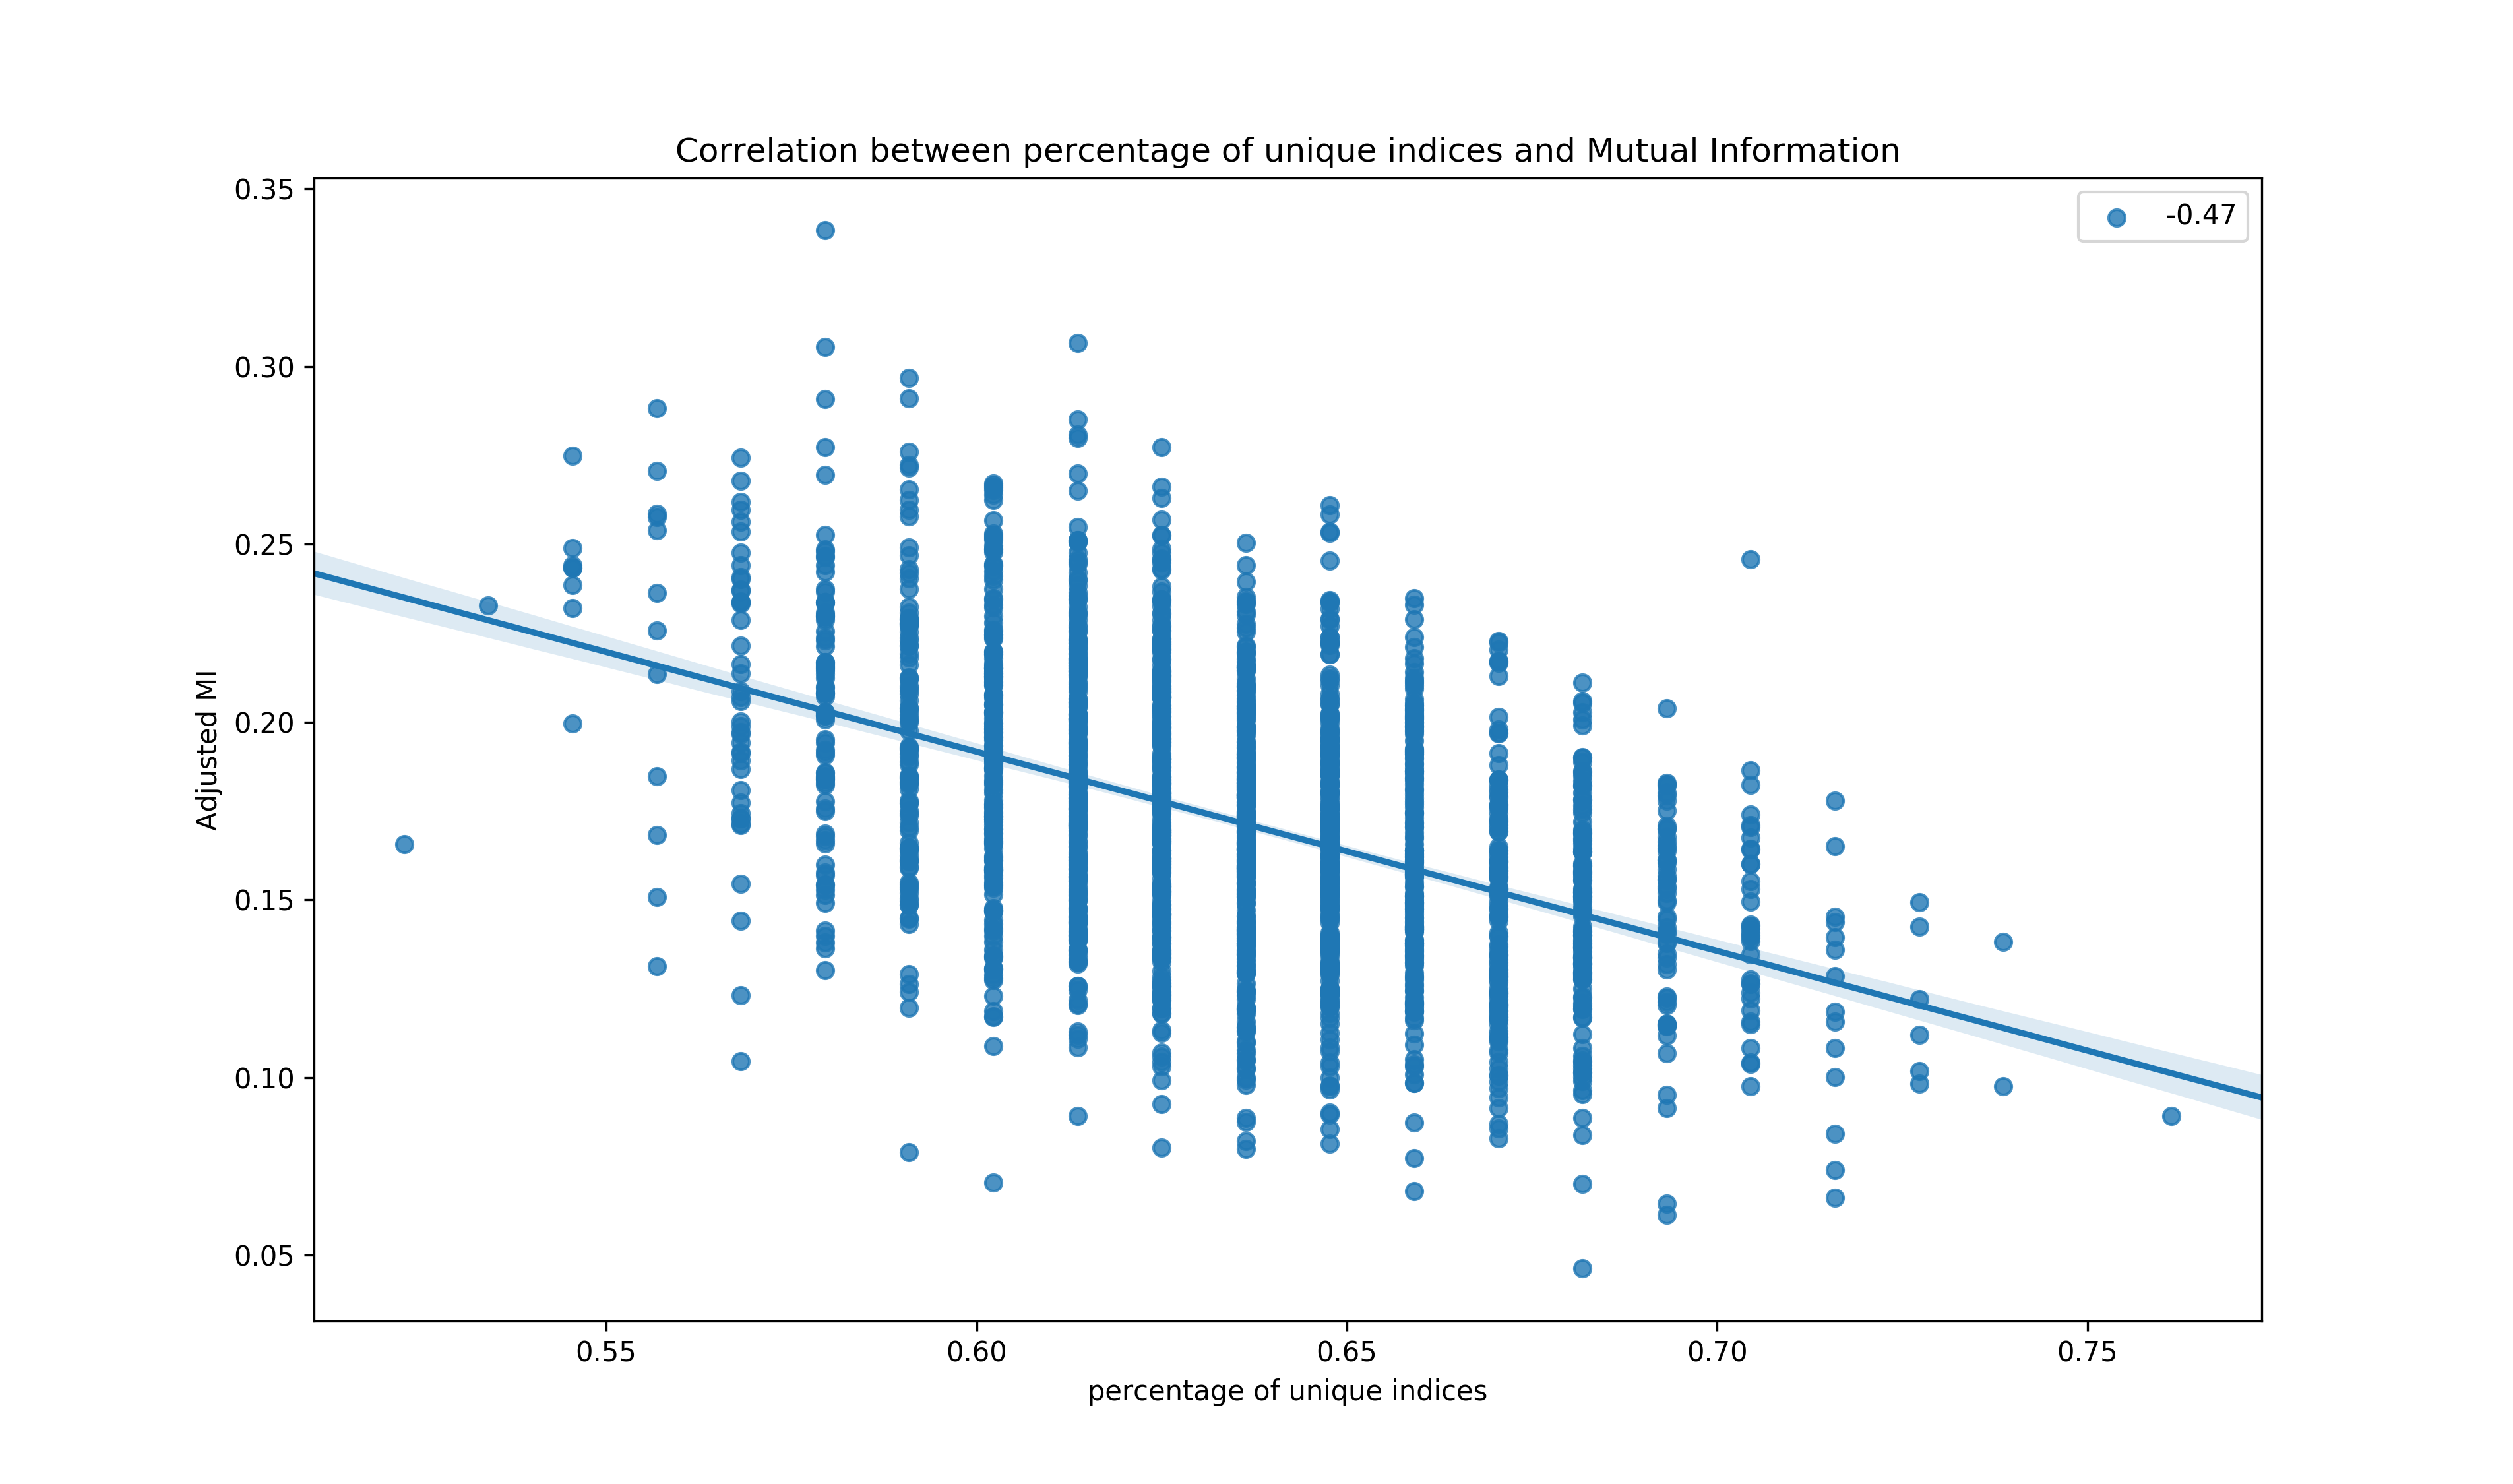 Correlation between percentage of unique indices and Mutual Information
-0.47
0.35
0.30
0.25
0.20
0.15
0.10
0.05
Adjusted MI
0.55 0.60 0.65 0.70 0.75
percentage of unique indices